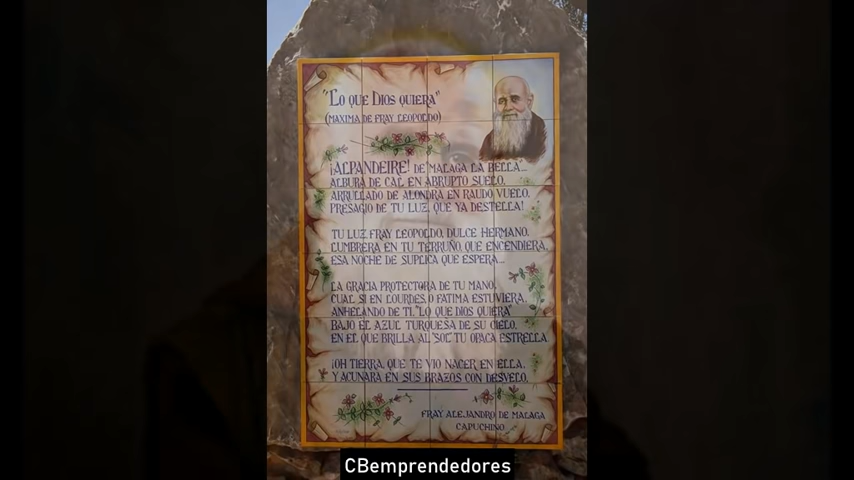 "LO QUE DIOS QUIERA"
(MAXIMA DE FRAY LEOPOLDO)
¡ALPANDEIRE! DE MALAGA LA BELLA...
ALBURA DE CAL EN ABRUPTO SUELO,
ARRULLADO DE ALONDRA EN RAUDO VUELO.
PRESAGIO DE TU LUZ, QUE YA DESTELLA!
TU LUZ, FRAY LEOPOLDO, DULCE HERMANO.
LUMBRERA EN TU TERRUÑO, QUE ENCENDIERA,
ESA NOCHE DE SUPLICA QUE ESPERA...
LA GRACIA PROTECTORA DE TU MANO,
CUAL SI EN LOURDES, O FATIMA ESTUVIERA,
ANHELANDO DE TI, "LO QUE DIOS QUIERA"
BAJO EL AZUL TURQUESA DE SU CIELO,
EN EL QUE BRILLA AL "SOL" TU OPACA ESTRELLA
¡OH TIERRA, QUE TE VIO NACER EN ELLA,
Y ACUNARA EN SUS BRAZOS CON DESVELO,
FRAY ALEJANDRO DE MALAGA
CAPUCHINO
CBemprendedores